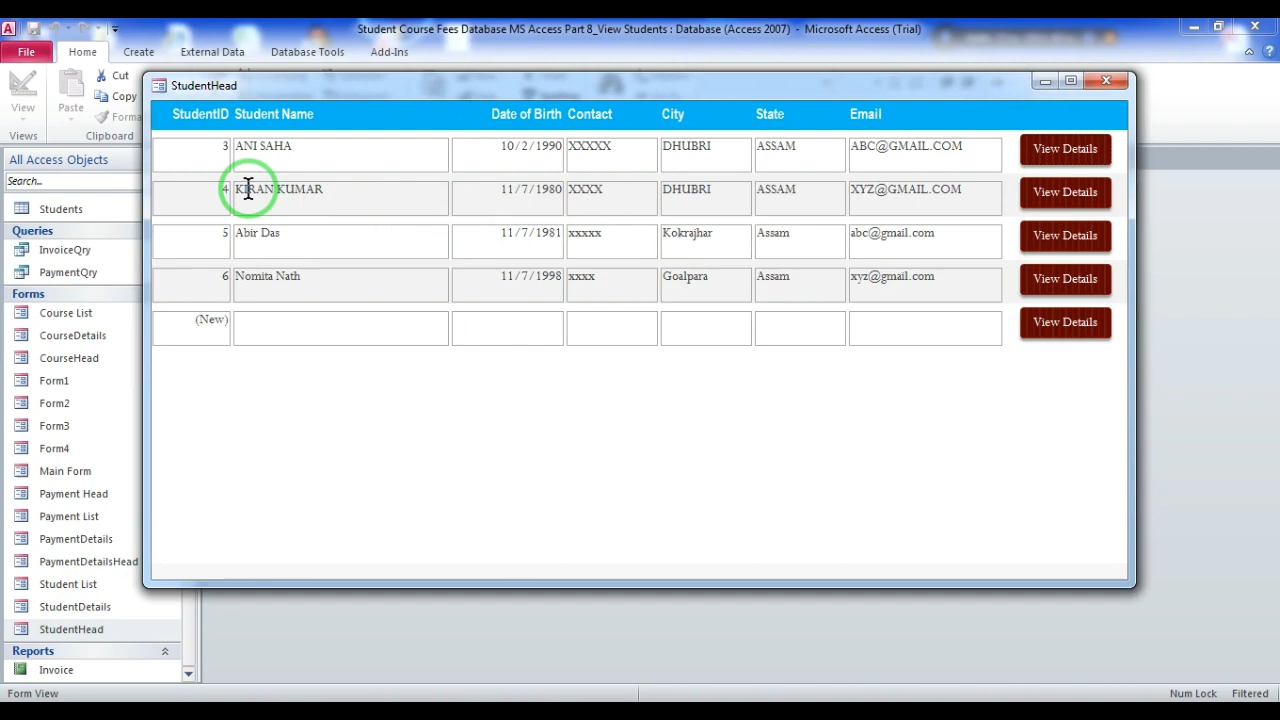 Student Course Fees Database MS Access Part 8_View Students : Database (Access 2007) - Microsoft Access (Trial)
File Home Create External Data Database Tools Add-Ins
View
Views
Paste
Cut
Copy
Forma
Clipboard
All Access Objects
Search...
Students
Queries
InvoiceQry
PaymentQry
Forms
Course List
CourseDetails
CourseHead
Form1
Form2
Form3
Form4
Main Form
Payment Head
Payment List
PaymentDetails
PaymentDetailsHead
Student List
StudentDetails
StudentHead
Reports
Invoice
StudentHead
StudentID Student Name Date of Birth Contact City State Email
3 ANI SAHA 10/2/1990 XXXXX DHUBRI ASSAM ABC@GMAIL.COM View Details
4 KIRAN KUMAR 11/7/1980 XXXX DHUBRI ASSAM XYZ@GMAIL.COM View Details
5 Abir Das 11/7/1981 xxxxx Kokrajhar Assam abc@gmail.com View Details
6 Nomita Nath 11/7/1998 xxxx Goalpara Assam xyz@gmail.com View Details
(New) View Details
Form View Num Lock Filtered